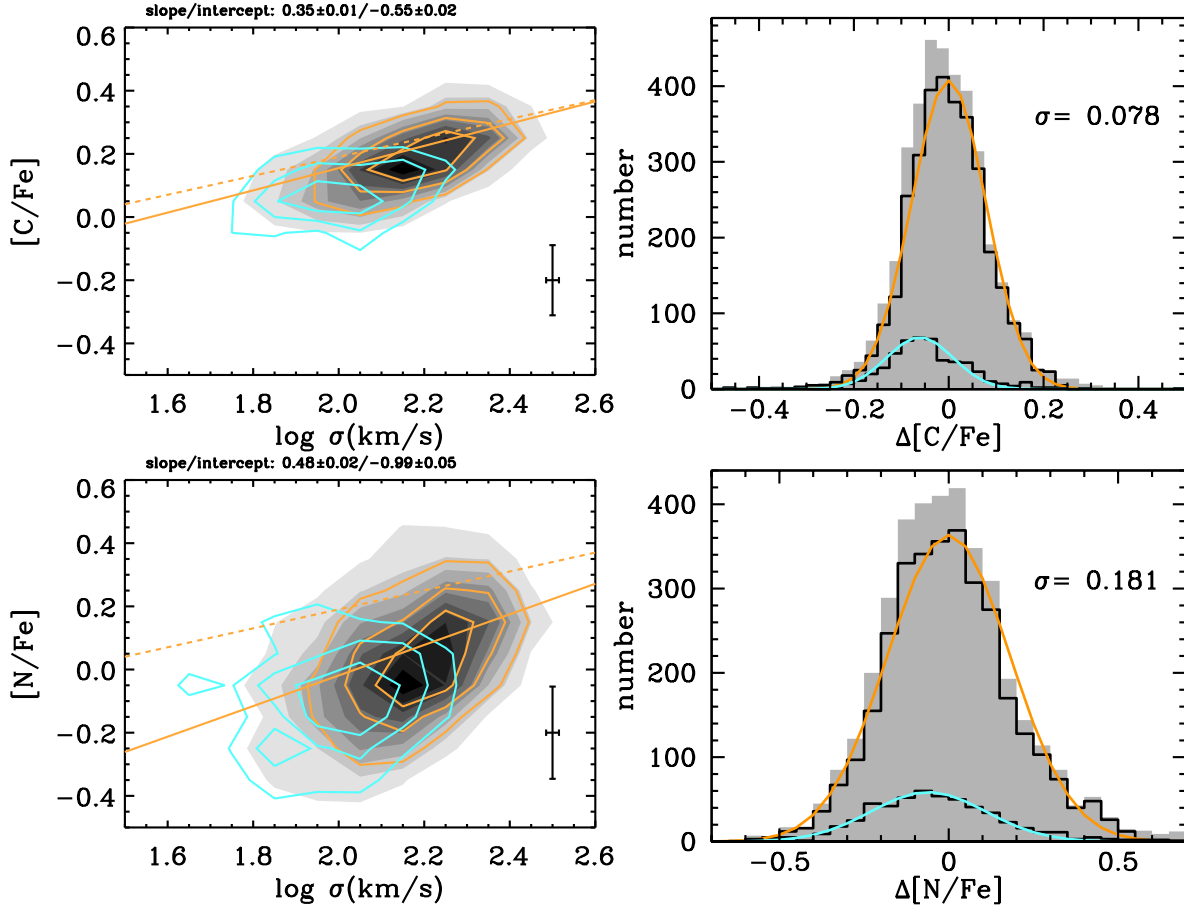 slope/intercept: 0.35±0.01/−0.55±0.02
0.6
0.4
0.2
0.0
−0.2
−0.4
[C/Fe]
1.6 1.8 2.0 2.2 2.4 2.6
log σ(km/s)
400
300
200
100
0
number
σ= 0.078
−0.4 −0.2 0 0.2 0.4
Δ[C/Fe]
slope/intercept: 0.48±0.02/−0.99±0.05
0.6
0.4
0.2
0.0
−0.2
−0.4
[N/Fe]
1.6 1.8 2.0 2.2 2.4 2.6
log σ(km/s)
400
300
200
100
0
number
σ= 0.181
−0.5 0 0.5
Δ[N/Fe]